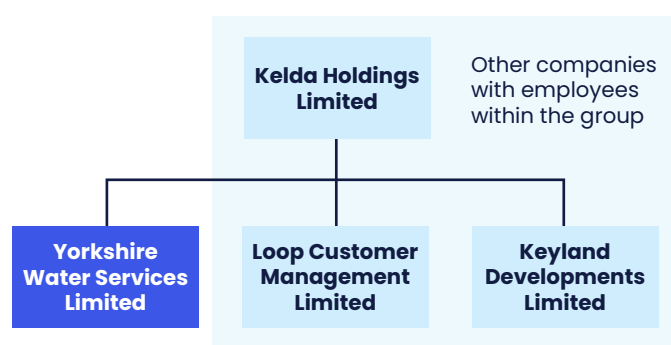 Kelda Holdings
Limited
Other companies
with employees
within the group
Yorkshire
Water Services
Limited
Loop Customer
Management
Limited
Keyland
Developments
Limited